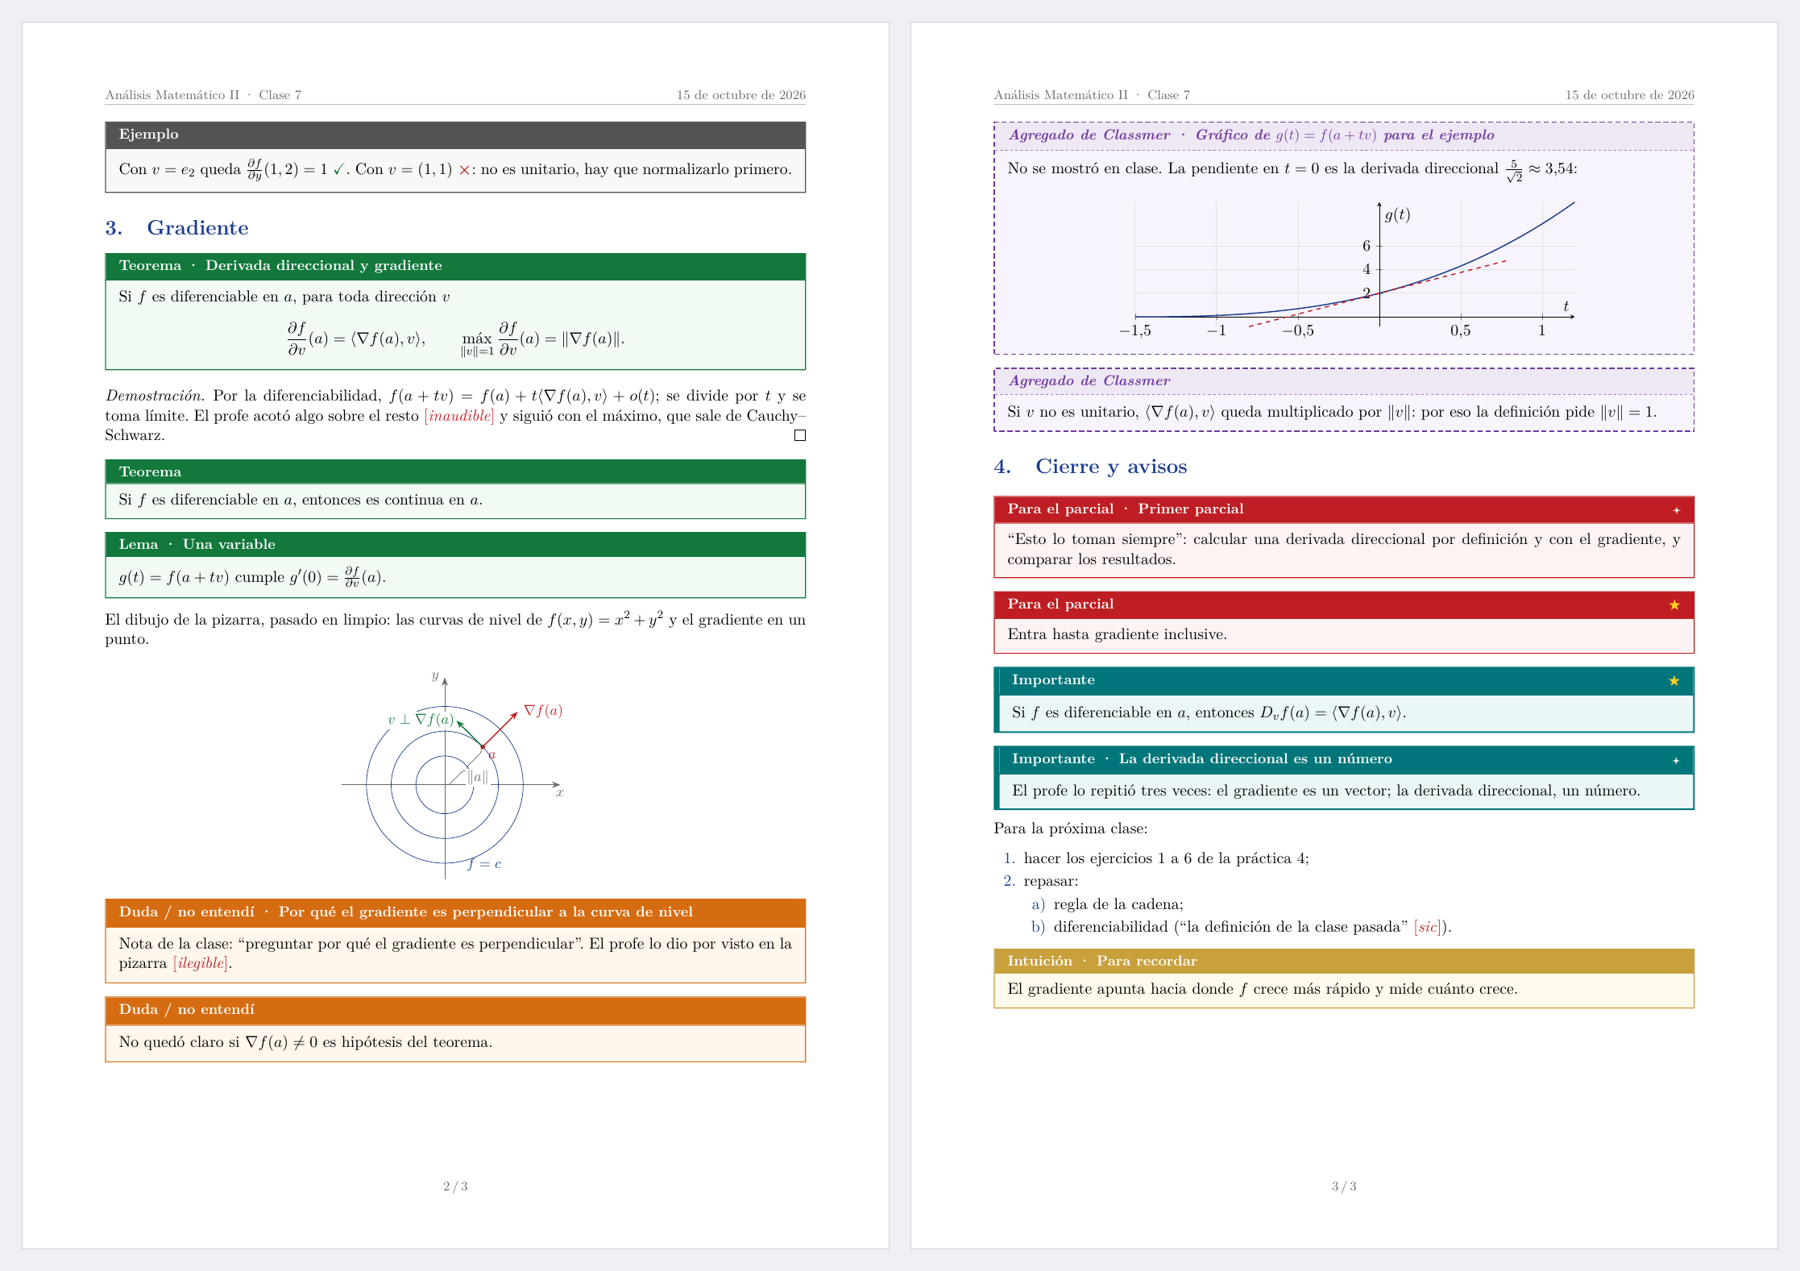 Análisis Matemático II · Clase 7
15 de octubre de 2026
Ejemplo
Con v = e₂ queda ∂f/∂y(1, 2) = 1 ✓. Con v = (1, 1) ✕: no es unitario, hay que normalizarlo primero.
3. Gradiente
Teorema · Derivada direccional y gradiente
Si f es diferenciable en a, para toda dirección v
∂f/∂v(a) = ⟨∇f(a), v⟩, máx_{‖v‖=1} ∂f/∂v(a) = ‖∇f(a)‖.
Demostración. Por la diferenciabilidad, f(a + tv) = f(a) + t⟨∇f(a), v⟩ + o(t); se divide por t y se
toma límite. El profe acotó algo sobre el resto [inaudible] y siguió con el máximo, que sale de Cauchy–
Schwarz. □
Teorema
Si f es diferenciable en a, entonces es continua en a.
Lema · Una variable
g(t) = f(a + tv) cumple g′(0) = ∂f/∂v(a).
El dibujo de la pizarra, pasado en limpio: las curvas de nivel de f(x, y) = x² + y² y el gradiente en un
punto.
y
v ⊥ ∇f(a)
∇f(a)
a
‖a‖
x
f = c
Duda / no entendí · Por qué el gradiente es perpendicular a la curva de nivel
Nota de la clase: “preguntar por qué el gradiente es perpendicular”. El profe lo dio por visto en la
pizarra [ilegible].
Duda / no entendí
No quedó claro si ∇f(a) ≠ 0 es hipótesis del teorema.
2 / 3
Análisis Matemático II · Clase 7
15 de octubre de 2026
Agregado de Classmer · Gráfico de g(t) = f(a + tv) para el ejemplo
No se mostró en clase. La pendiente en t = 0 es la derivada direccional 5/√2 ≈ 3,54:
g(t)
6
4
2
t
−1,5 −1 −0,5 0,5 1
Agregado de Classmer
Si v no es unitario, ⟨∇f(a), v⟩ queda multiplicado por ‖v‖: por eso la definición pide ‖v‖ = 1.
4. Cierre y avisos
Para el parcial · Primer parcial
“Esto lo toman siempre”: calcular una derivada direccional por definición y con el gradiente, y
comparar los resultados.
Para el parcial
Entra hasta gradiente inclusive.
Importante
Si f es diferenciable en a, entonces Dᵥf(a) = ⟨∇f(a), v⟩.
Importante · La derivada direccional es un número
El profe lo repitió tres veces: el gradiente es un vector; la derivada direccional, un número.
Para la próxima clase:
1. hacer los ejercicios 1 a 6 de la práctica 4;
2. repasar:
a) regla de la cadena;
b) diferenciabilidad (“la definición de la clase pasada” [sic]).
Intuición · Para recordar
El gradiente apunta hacia donde f crece más rápido y mide cuánto crece.
3 / 3